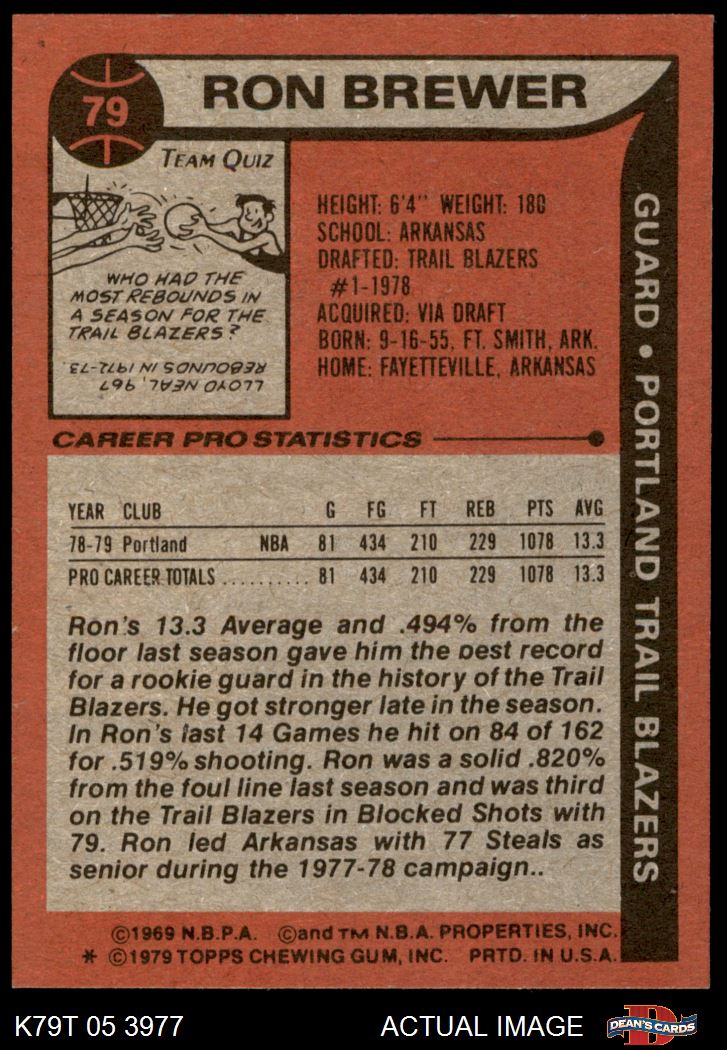 79
RON BREWER
TEAM QUIZ
WHO HAD THE
MOST REBOUNDS IN
A SEASON FOR THE
TRAIL BLAZERS?
LLOYD NEAL, 967
REBOUNDS IN 1972-73
HEIGHT: 6'4" WEIGHT: 180
SCHOOL: ARKANSAS
DRAFTED: TRAIL BLAZERS
#1-1978
ACQUIRED: VIA DRAFT
BORN: 9-16-55, FT. SMITH, ARK.
HOME: FAYETTEVILLE, ARKANSAS
GUARD • PORTLAND TRAIL BLAZERS
CAREER PRO STATISTICS
YEAR CLUB G FG FT REB PTS AVG
78-79 Portland NBA 81 434 210 229 1078 13.3
PRO CAREER TOTALS .......... 81 434 210 229 1078 13.3
Ron's 13.3 Average and .494% from the
floor last season gave him the best record
for a rookie guard in the history of the Trail
Blazers. He got stronger late in the season.
In Ron's last 14 Games he hit on 84 of 162
for .519% shooting. Ron was a solid .820%
from the foul line last season and was third
on the Trail Blazers in Blocked Shots with
79. Ron led Arkansas with 77 Steals as
senior during the 1977-78 campaign..
©1969 N.B.P.A. ©and TM N.B.A. PROPERTIES, INC.
* ©1979 TOPPS CHEWING GUM, INC. PRTD. IN U.S.A.
K79T 05 3977
ACTUAL IMAGE
D
DEAN'S CARDS